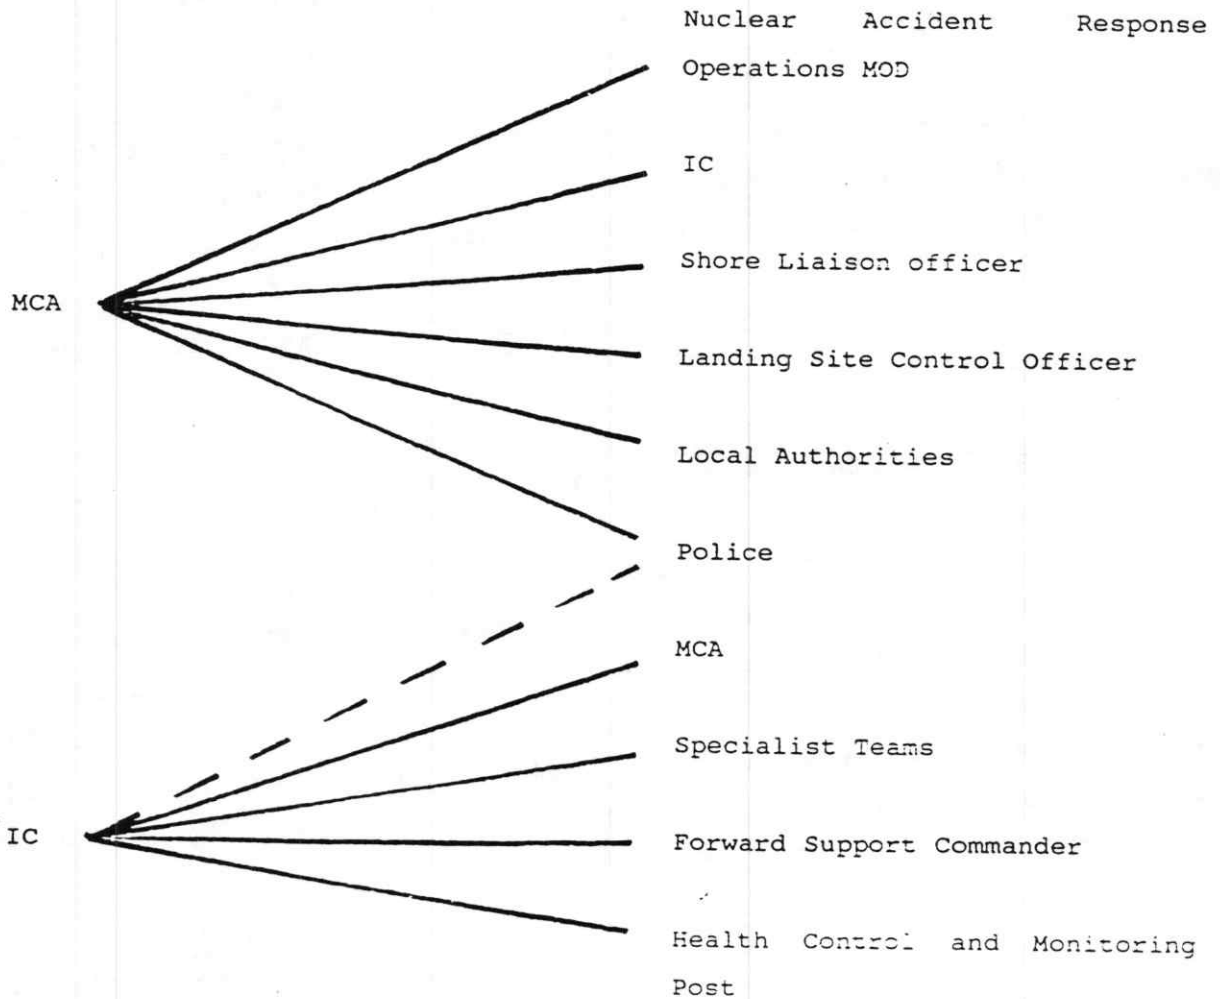 Nuclear Accident Response
Operations MOD
IC
Shore Liaison officer
MCA
Landing Site Control Officer
Local Authorities
Police
MCA
Specialist Teams
IC
Forward Support Commander
Health Control and Monitoring
Post